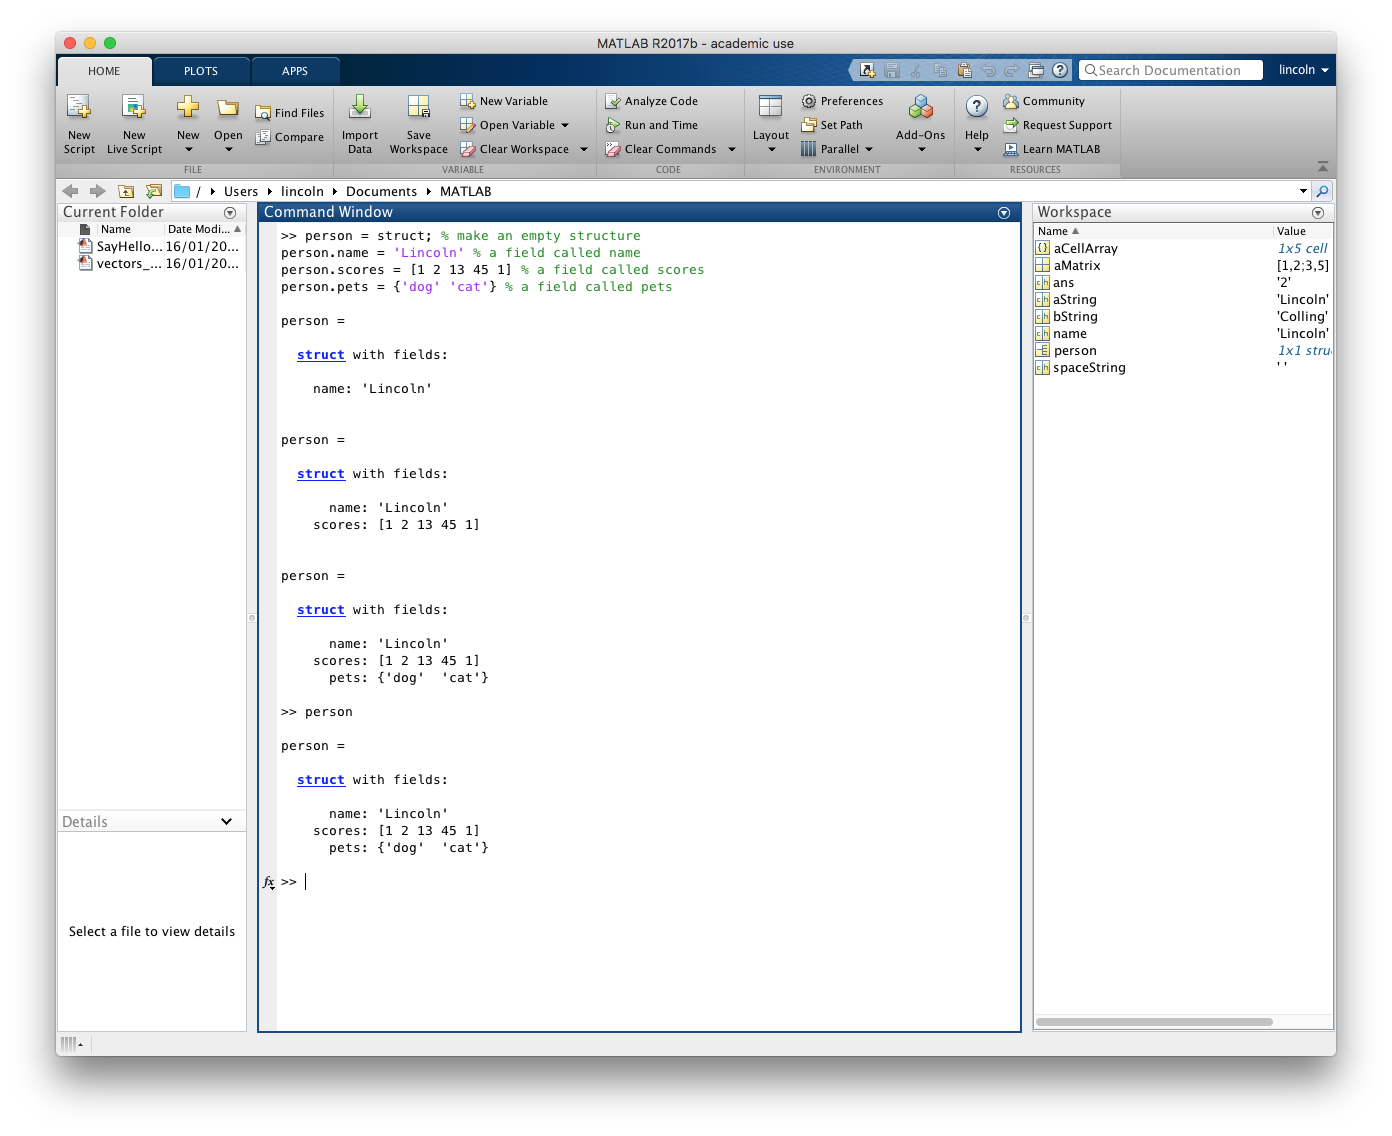 MATLAB R2017b - academic use
HOME PLOTS APPS
Search Documentation
lincoln
New Script
New Live Script
New
Open
Find Files
Compare
FILE
Import Data
Save Workspace
New Variable
Open Variable
Clear Workspace
VARIABLE
Analyze Code
Run and Time
Clear Commands
CODE
Layout
Preferences
Set Path
Parallel
Add-Ons
ENVIRONMENT
Help
Community
Request Support
Learn MATLAB
RESOURCES
/ Users lincoln Documents MATLAB
Current Folder
Name Date Modi...
SayHello... 16/01/20...
vectors_... 16/01/20...
Details
Select a file to view details
Command Window
>> person = struct; % make an empty structure
person.name = 'Lincoln' % a field called name
person.scores = [1 2 13 45 1] % a field called scores
person.pets = {'dog' 'cat'} % a field called pets
person =
struct with fields:
name: 'Lincoln'
person =
struct with fields:
name: 'Lincoln'
scores: [1 2 13 45 1]
person =
struct with fields:
name: 'Lincoln'
scores: [1 2 13 45 1]
pets: {'dog'  'cat'}
>> person
person =
struct with fields:
name: 'Lincoln'
scores: [1 2 13 45 1]
pets: {'dog'  'cat'}
fx >>
Workspace
Name Value
aCellArray 1x5 cell
aMatrix [1,2;3,5]
ans '2'
aString 'Lincoln'
bString 'Colling'
name 'Lincoln'
person 1x1 stru
spaceString ' '